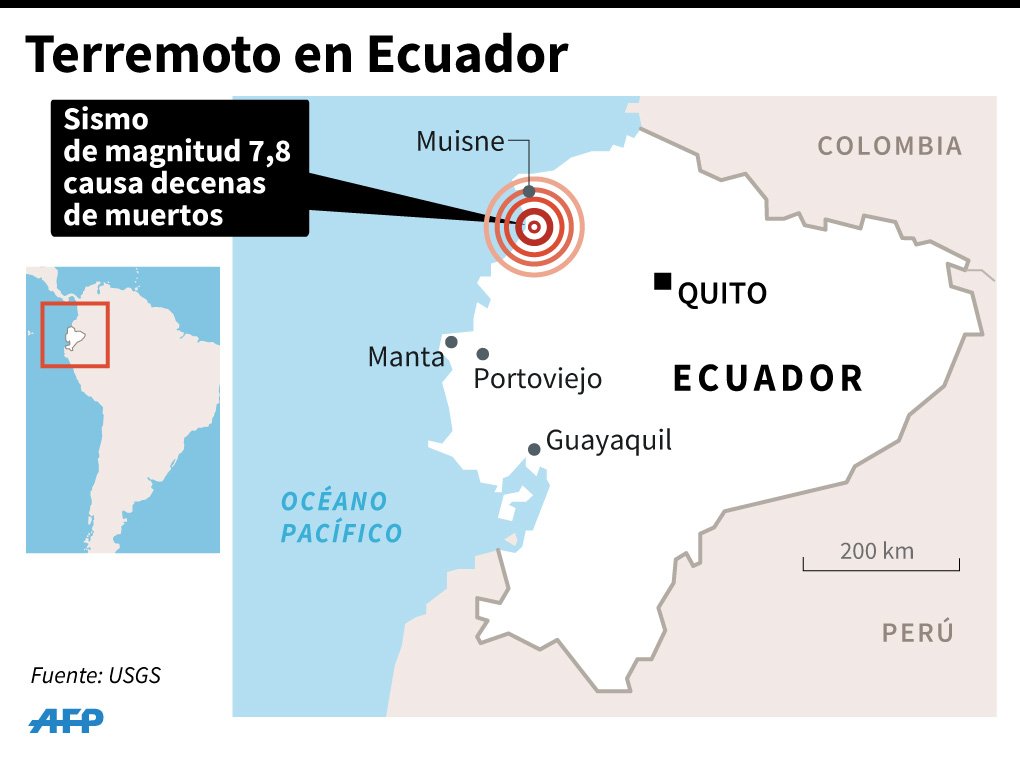 Terremoto en Ecuador
Sismo
de magnitud 7,8
causa decenas
de muertos
Muisne
COLOMBIA
QUITO
Manta
Portoviejo
ECUADOR
Guayaquil
OCÉANO
PACÍFICO
200 km
PERÚ
Fuente: USGS
AFP